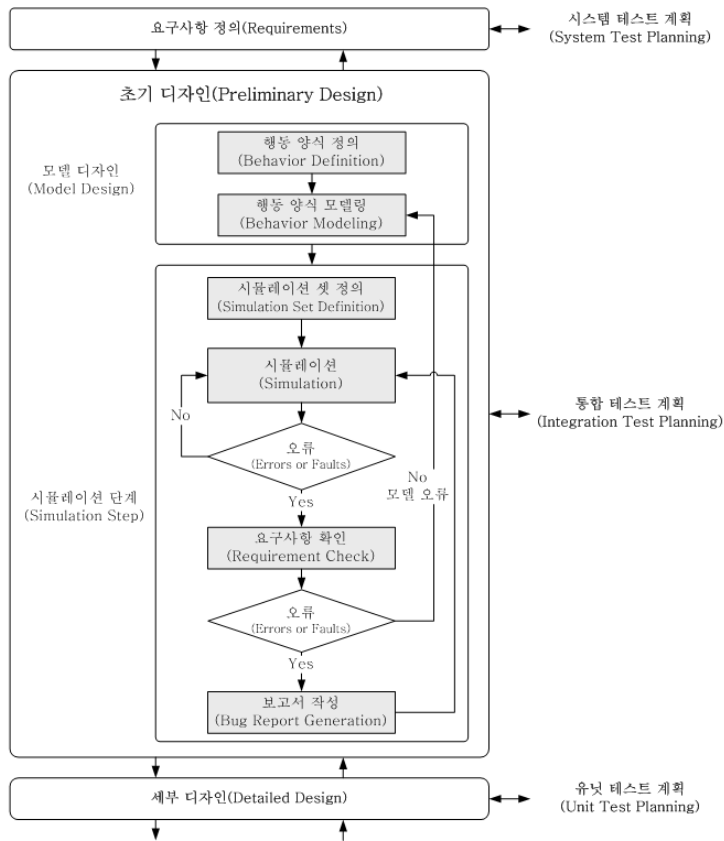 요구사항 정의(Requirements)
시스템 테스트 계획
(System Test Planning)
초기 디자인(Preliminary Design)
모델 디자인
(Model Design)
행동 양식 정의
(Behavior Definition)
행동 양식 모델링
(Behavior Modeling)
시뮬레이션 셋 정의
(Simulation Set Definition)
시뮬레이션
(Simulation)
No
오류
(Errors or Faults)
Yes
시뮬레이션 단계
(Simulation Step)
요구사항 확인
(Requirement Check)
No
모델 오류
오류
(Errors or Faults)
Yes
보고서 작성
(Bug Report Generation)
통합 테스트 계획
(Integration Test Planning)
세부 디자인(Detailed Design)
유닛 테스트 계획
(Unit Test Planning)